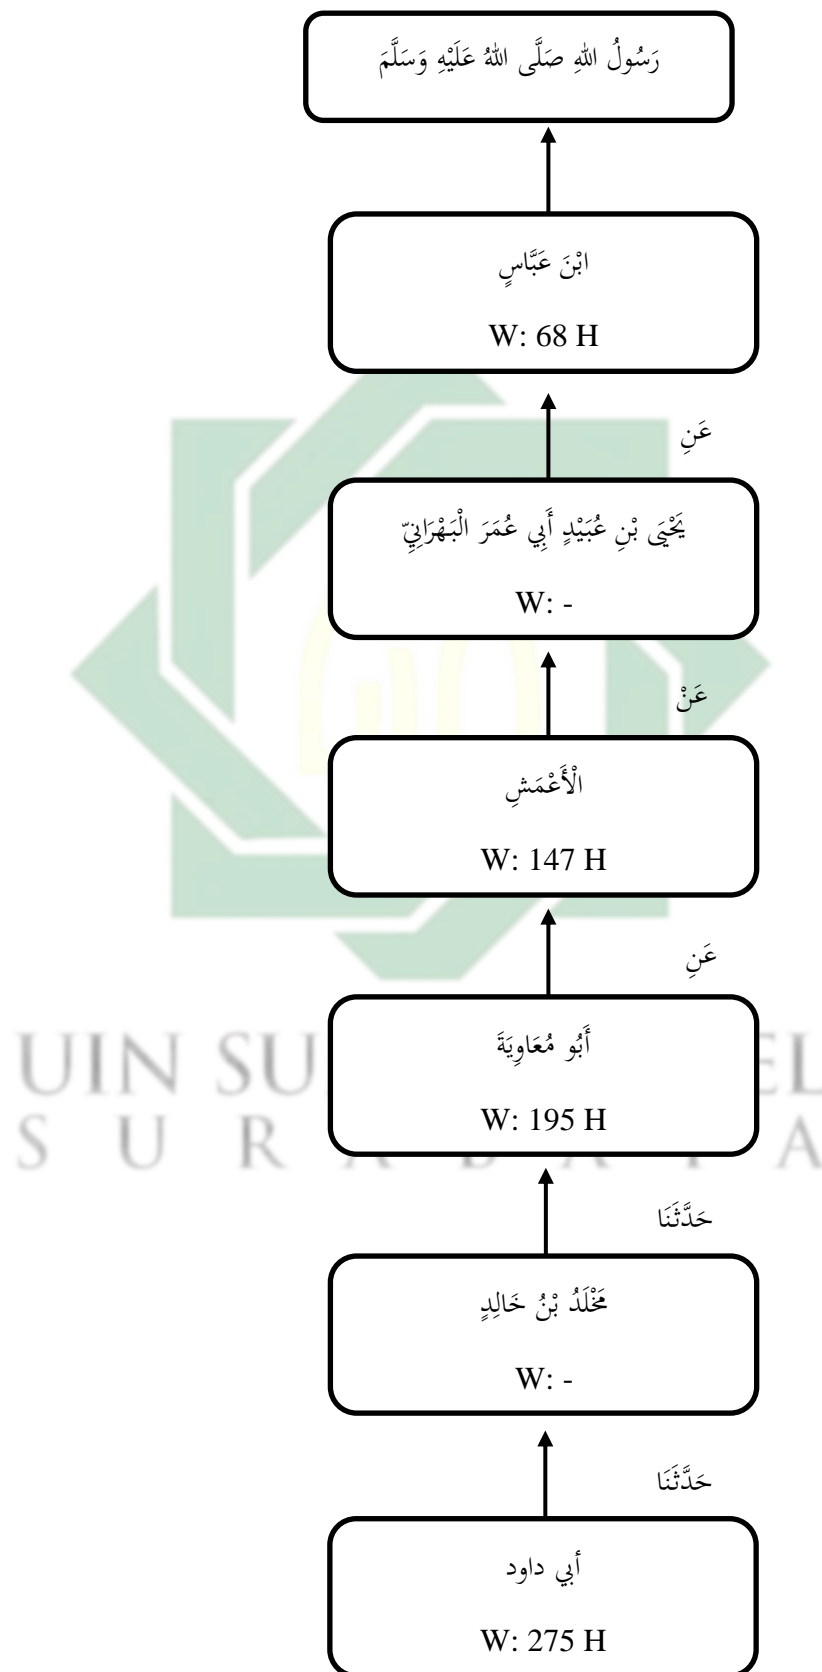 رَسُولُ اللهِ صَلَّى اللهُ عَلَيْهِ وَسَلَّمَ
ابْنَ عَبَّاسٍ
W: 68 H
عَنِ
يَحْيَى بْنِ عُبَيْدٍ أَبِي عُمَرَ الْبَهْرَانِيِّ
W: -
عَنْ
الْأَعْمَشِ
W: 147 H
عَنِ
أَبُو مُعَاوِيَةَ
W: 195 H
UIN SU EL
S U R A B A Y A
حَدَّثَنَا
مَخْلَدُ بْنُ خَالِدٍ
W: -
حَدَّثَنَا
أبي داود
W: 275 H